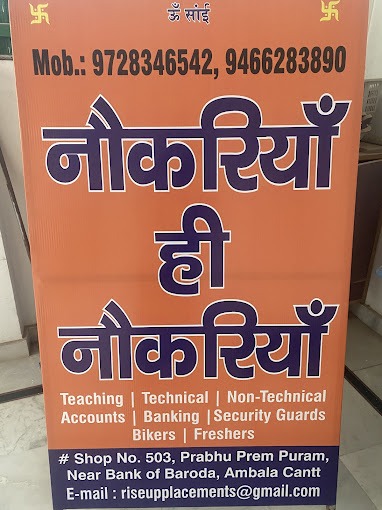 ॐ सांई
Mob.: 9728346542, 9466283890
नौकरियाँ
ही
नौकरियाँ
Teaching | Technical | Non-Technical
Accounts | Banking |Security Guards
Bikers | Freshers
# Shop No. 503, Prabhu Prem Puram,
Near Bank of Baroda, Ambala Cantt
E-mail : riseupplacements@gmail.com